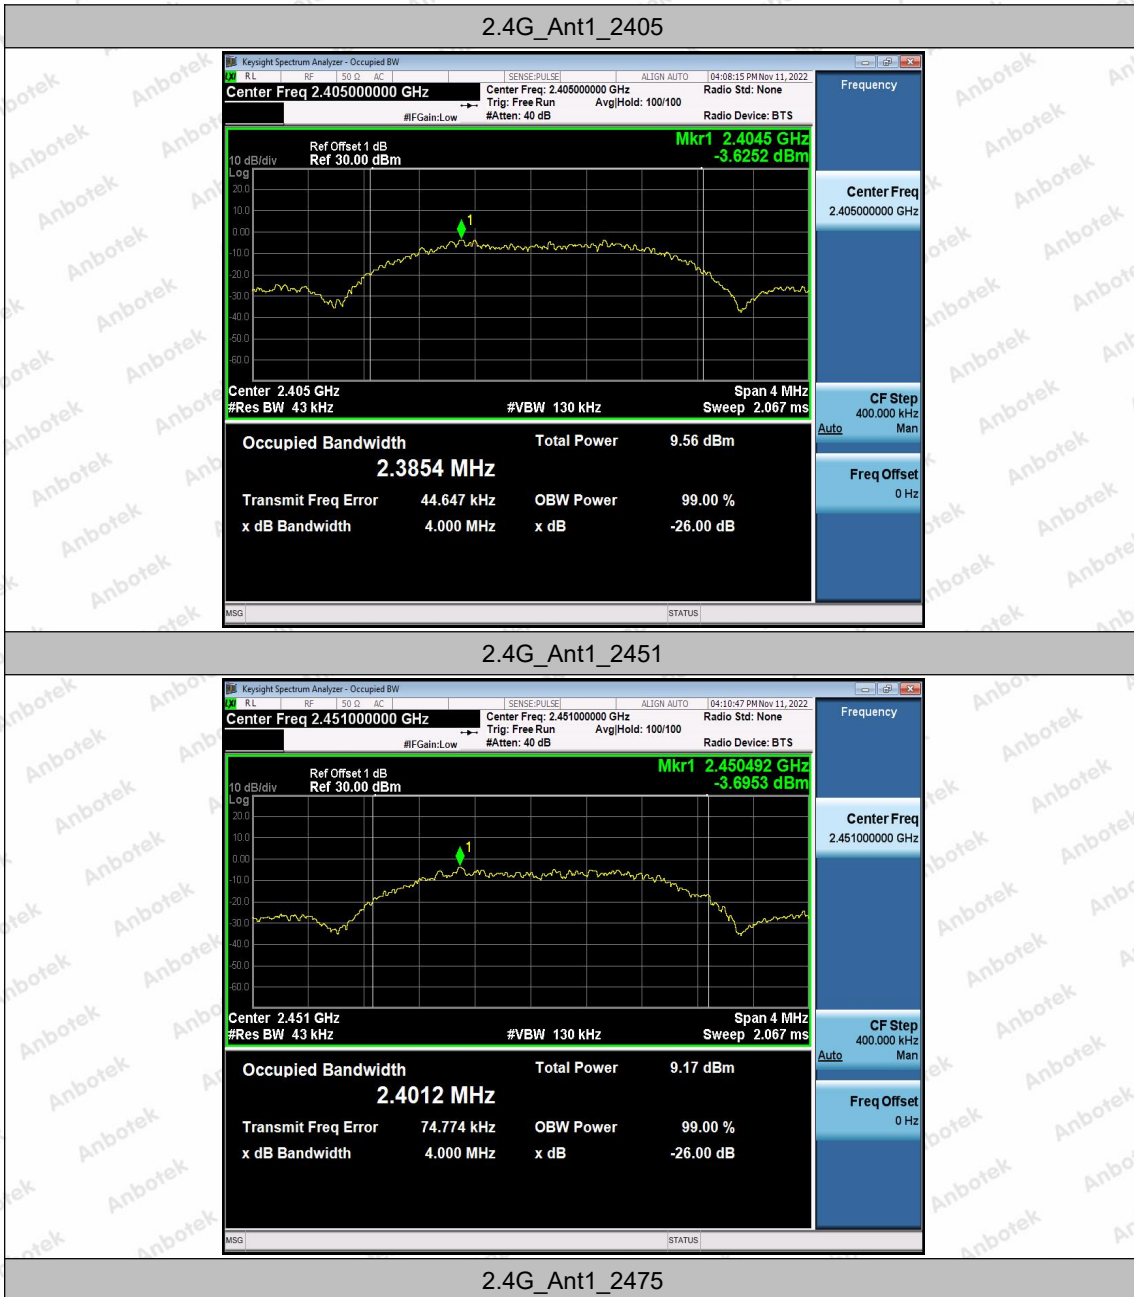 2.4G_Ant1_2405
Keysight Spectrum Analyzer - Occupied BW
LXI RL RF 50 Ω AC SENSE:PULSE ALIGN AUTO 04:08:15 PM Nov 11, 2022
Center Freq 2.405000000 GHz
Center Freq: 2.405000000 GHz Radio Std: None
Trig: Free Run Avg|Hold: 100/100
#IFGain:Low #Atten: 40 dB Radio Device: BTS
Frequency
Mkr1 2.4045 GHz
-3.6252 dBm
Ref Offset 1 dB
10 dB/div Ref 30.00 dBm
Log
20.0
10.0
0.00
-10.0
-20.0
-30.0
-40.0
-50.0
-60.0
1
Center Freq
2.405000000 GHz
Center 2.405 GHz Span 4 MHz
#Res BW 43 kHz #VBW 130 kHz Sweep 2.067 ms
CF Step
400.000 kHz
Auto Man
Occupied Bandwidth Total Power 9.56 dBm
2.3854 MHz
Transmit Freq Error 44.647 kHz OBW Power 99.00 %
x dB Bandwidth 4.000 MHz x dB -26.00 dB
Freq Offset
0 Hz
MSG STATUS
2.4G_Ant1_2451
Keysight Spectrum Analyzer - Occupied BW
LXI RL RF 50 Ω AC SENSE:PULSE ALIGN AUTO 04:10:47 PM Nov 11, 2022
Center Freq 2.451000000 GHz
Center Freq: 2.451000000 GHz Radio Std: None
Trig: Free Run Avg|Hold: 100/100
#IFGain:Low #Atten: 40 dB Radio Device: BTS
Frequency
Mkr1 2.450492 GHz
-3.6953 dBm
Ref Offset 1 dB
10 dB/div Ref 30.00 dBm
Log
20.0
10.0
0.00
-10.0
-20.0
-30.0
-40.0
-50.0
-60.0
1
Center Freq
2.451000000 GHz
Center 2.451 GHz Span 4 MHz
#Res BW 43 kHz #VBW 130 kHz Sweep 2.067 ms
CF Step
400.000 kHz
Auto Man
Occupied Bandwidth Total Power 9.17 dBm
2.4012 MHz
Transmit Freq Error 74.774 kHz OBW Power 99.00 %
x dB Bandwidth 4.000 MHz x dB -26.00 dB
Freq Offset
0 Hz
MSG STATUS
2.4G_Ant1_2475
Anbotek